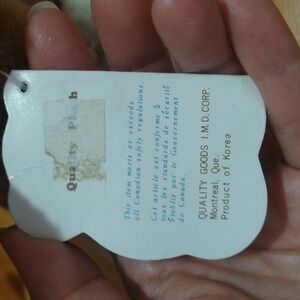 Quality Plush
This item meets or exceeds
all Canadian safety regulations.
Cet article est conforme à
tous les standards de sécurité
établis par le Gouvernement
de Canada.
QUALITY GOODS I.M.D. CORP.
Montreal, Que.
Product of Korea